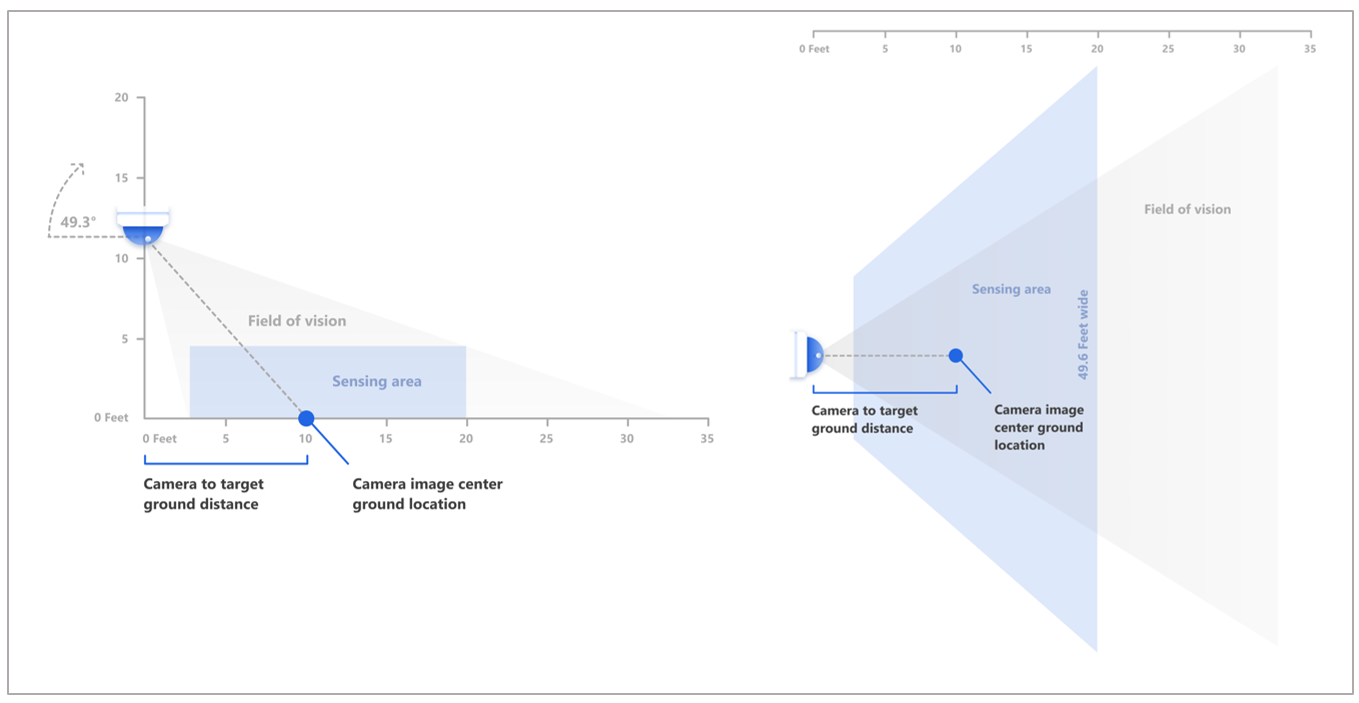 20
15
49.3°
10
Field of vision
5
Sensing area
0 Feet
0 Feet 5 10 15 20 25 30 35
Camera to target
ground distance
Camera image center
ground location
0 Feet 5 10 15 20 25 30 35
Field of vision
Sensing area
49.6 Feet wide
Camera to target
ground distance
Camera image
center ground
location